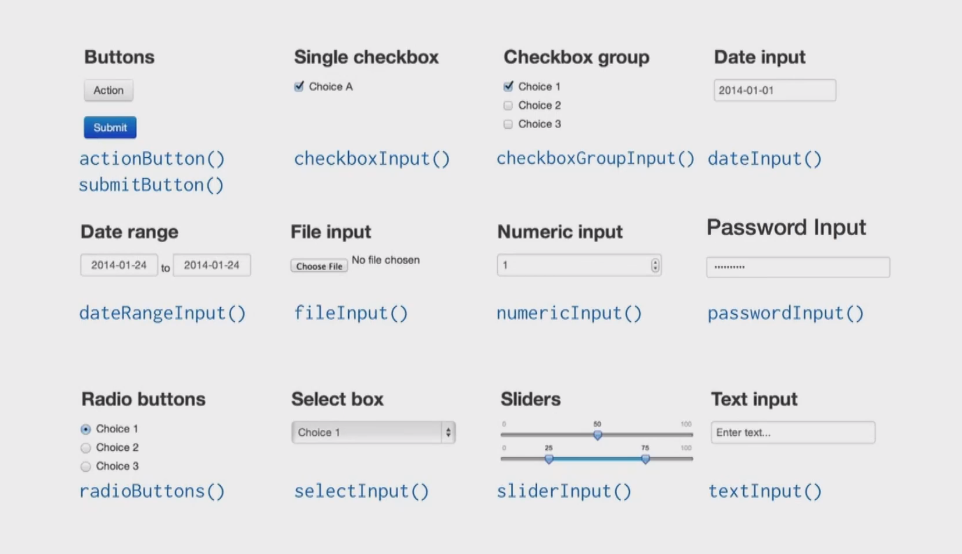 Buttons
Action
Submit
actionButton()
submitButton()
Single checkbox
Choice A
checkboxInput()
Checkbox group
Choice 1
Choice 2
Choice 3
checkboxGroupInput()
Date input
2014-01-01
dateInput()
Date range
2014-01-24 to 2014-01-24
dateRangeInput()
File input
Choose File No file chosen
fileInput()
Numeric input
1
numericInput()
Password Input
••••••••••
passwordInput()
Radio buttons
Choice 1
Choice 2
Choice 3
radioButtons()
Select box
Choice 1
selectInput()
Sliders
0 50 100
0 25 75 100
sliderInput()
Text input
Enter text...
textInput()